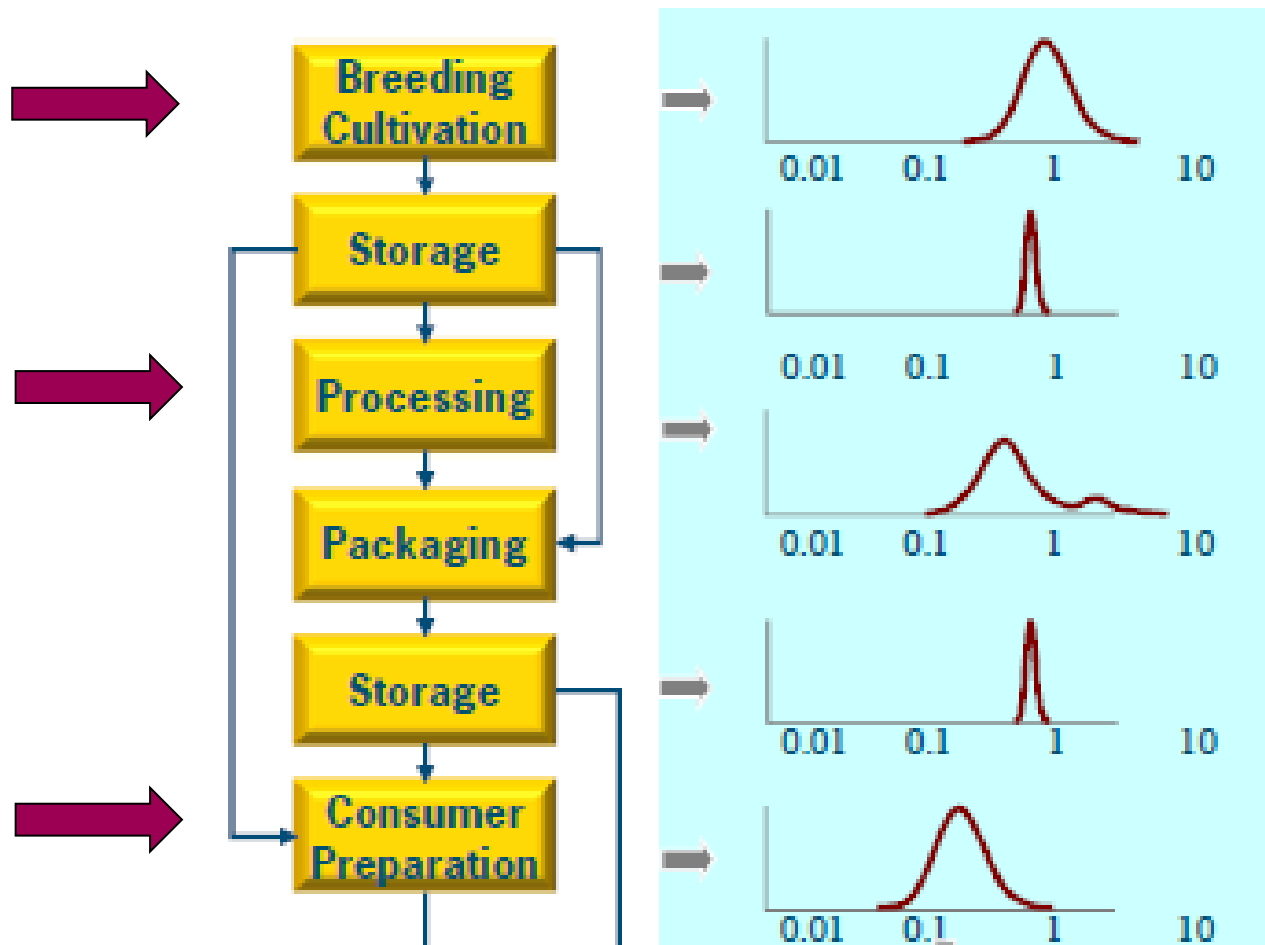 Breeding
Cultivation
0.01 0.1 1 10
Storage
0.01 0.1 1 10
Processing
Packaging
0.01 0.1 1 10
Storage
0.01 0.1 1 10
Consumer
Preparation
0.01 0.1 1 10